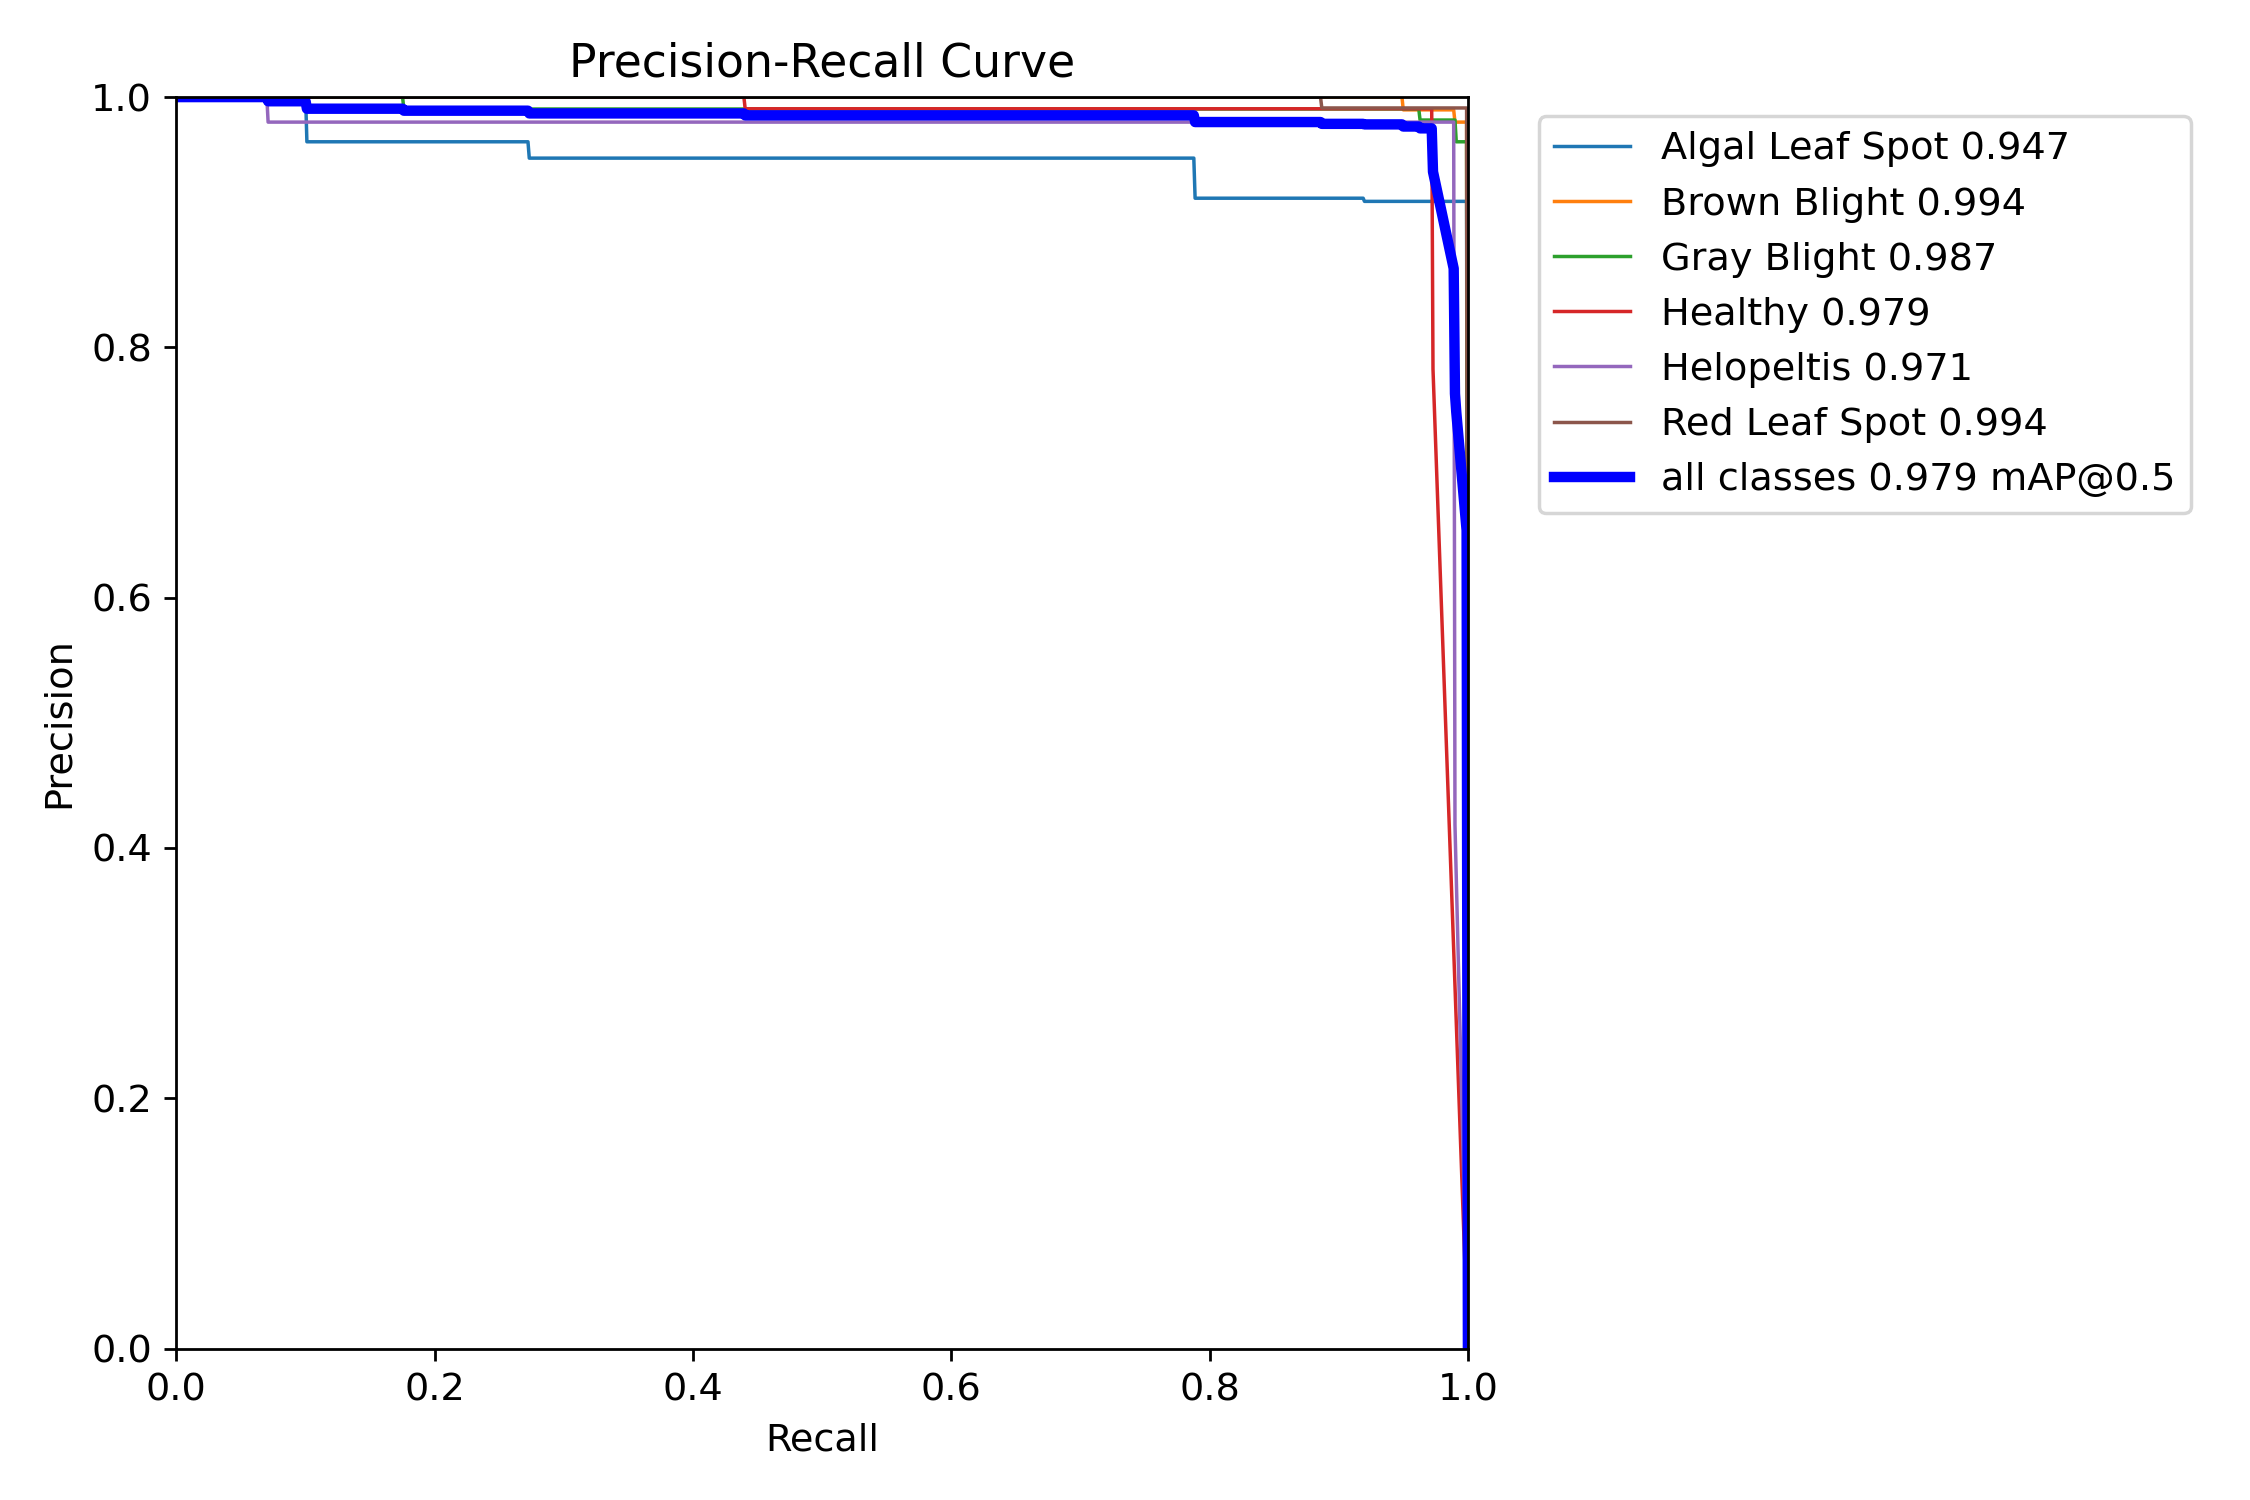 Precision-Recall Curve
1.0
0.8
0.6
0.4
0.2
0.0
Precision
0.0 0.2 0.4 0.6 0.8 1.0
Recall
Algal Leaf Spot 0.947
Brown Blight 0.994
Gray Blight 0.987
Healthy 0.979
Helopeltis 0.971
Red Leaf Spot 0.994
all classes 0.979 mAP@0.5